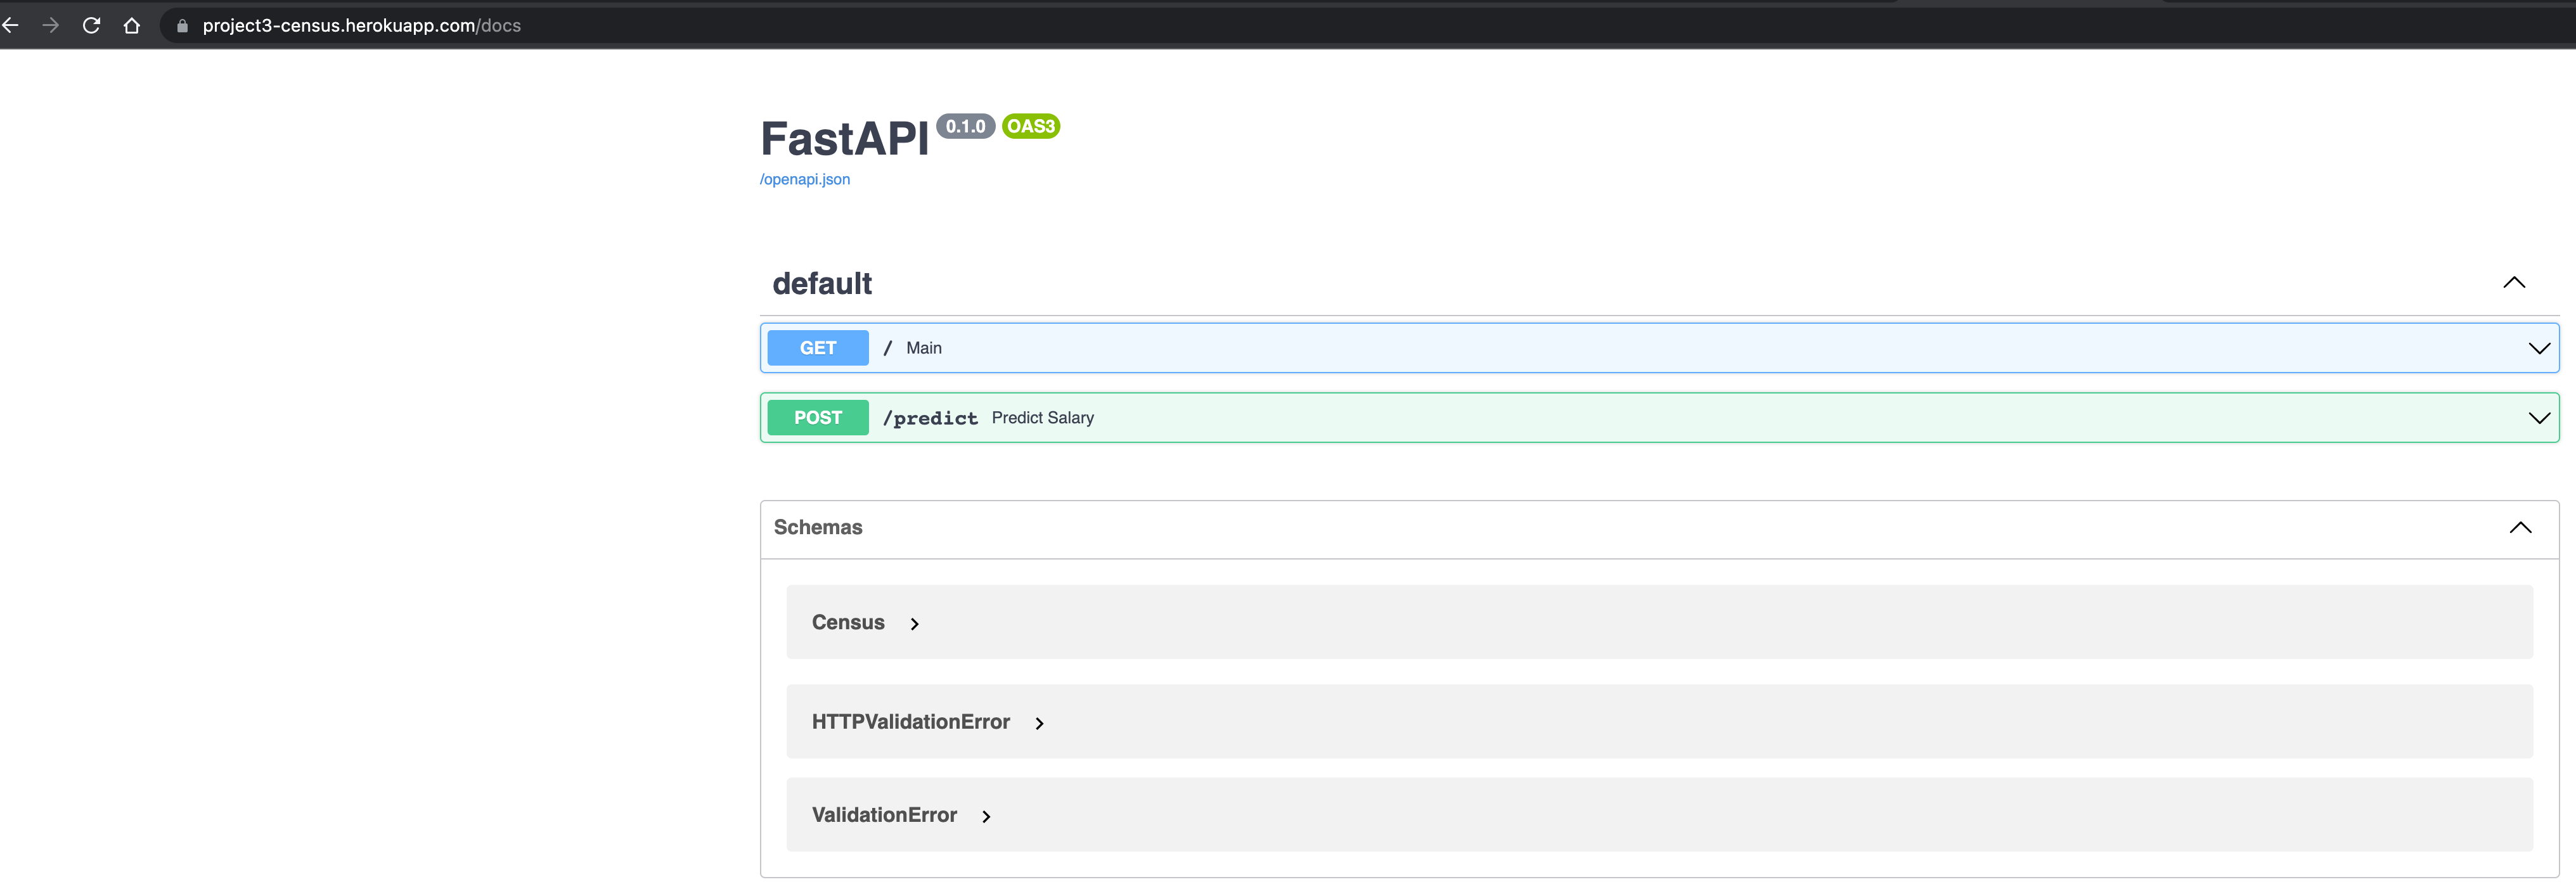 project3-census.herokuapp.com/docs
FastAPI 0.1.0 OAS3
/openapi.json
default
GET / Main
POST /predict Predict Salary
Schemas
Census
HTTPValidationError
ValidationError